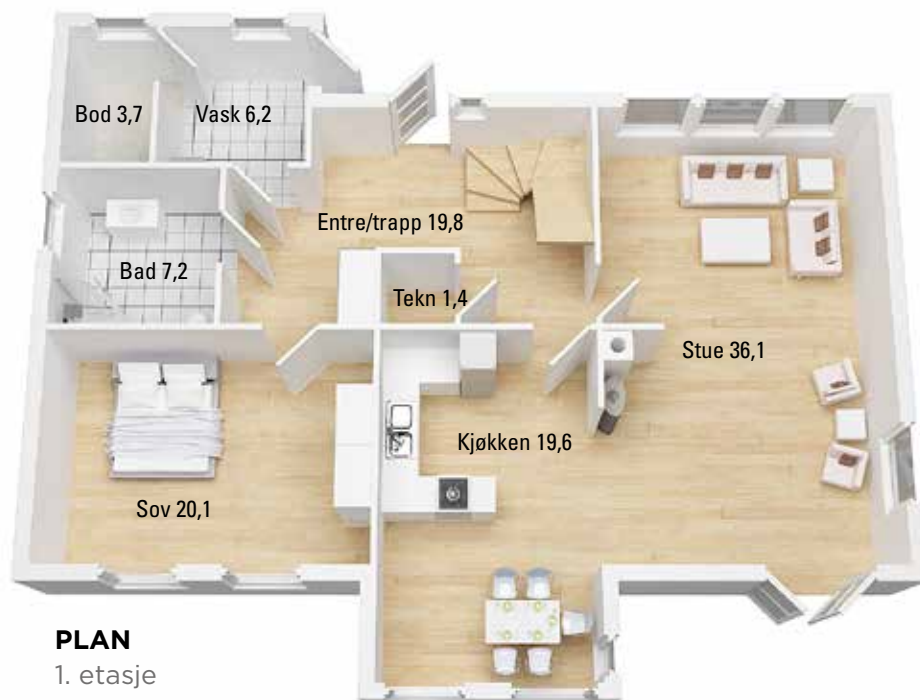 Bod 3,7
Vask 6,2
Entre/trapp 19,8
Bad 7,2
Tekn 1,4
Stue 36,1
Kjøkken 19,6
Sov 20,1
PLAN
1. etasje